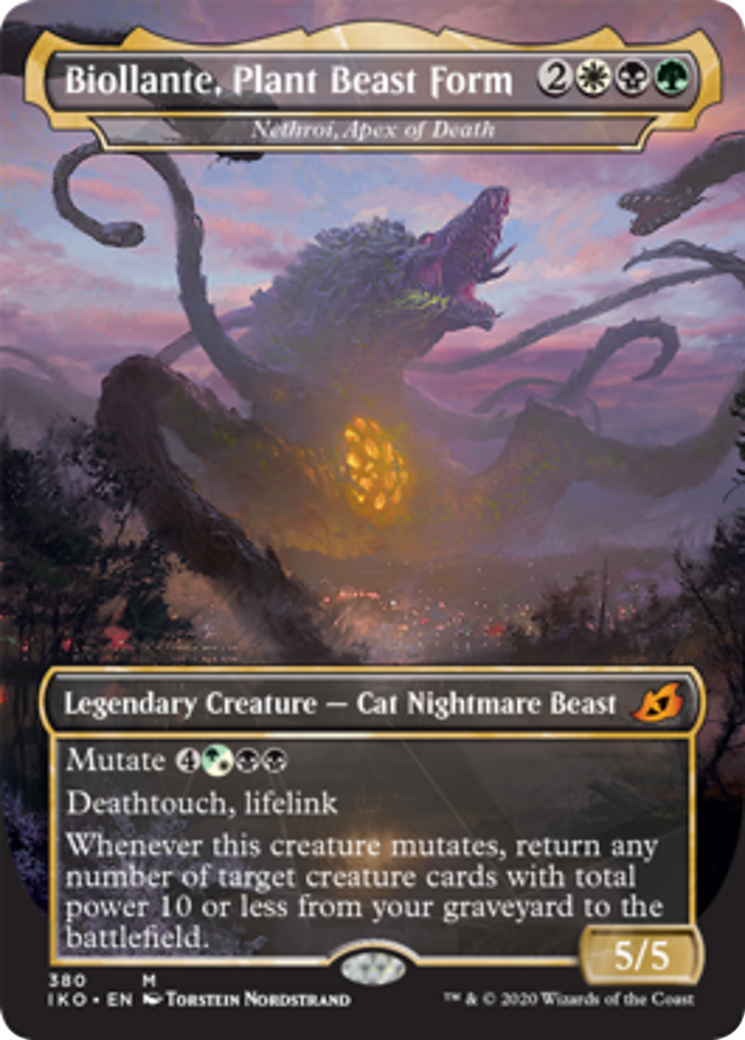 Biollante, Plant Beast Form 2
Nethroi, Apex of Death
Legendary Creature — Cat Nightmare Beast
Mutate 4
Deathtouch, lifelink
Whenever this creature mutates, return any
number of target creature cards with total
power 10 or less from your graveyard to the
battlefield.
5/5
380 M
IKO • EN Torstein Nordstrand ™ & © 2020 Wizards of the Coast